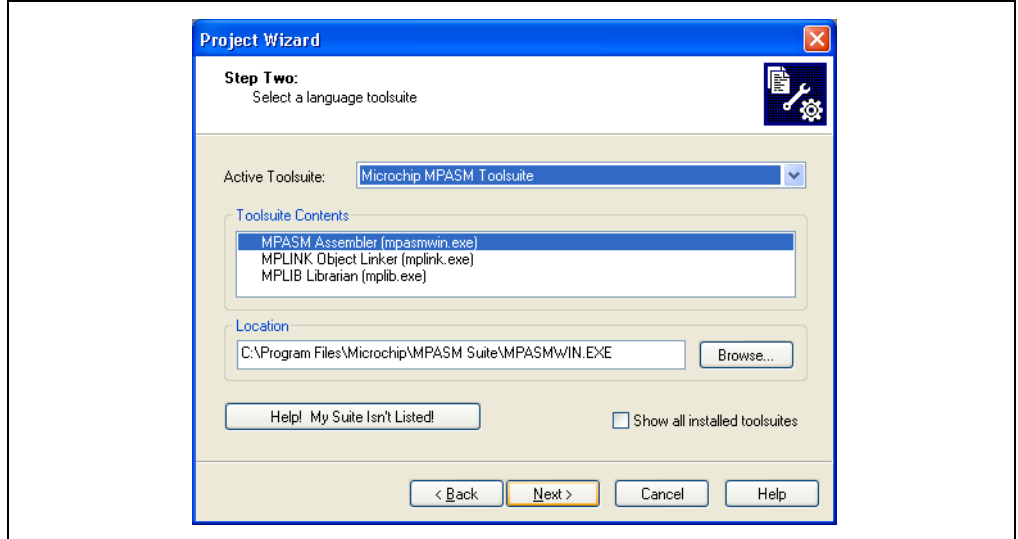 Project Wizard
Step Two:
Select a language toolsuite
Active Toolsuite: Microchip MPASM Toolsuite
Toolsuite Contents
MPASM Assembler (mpasmwin.exe)
MPLINK Object Linker (mplink.exe)
MPLIB Librarian (mplib.exe)
Location
C:\Program Files\Microchip\MPASM Suite\MPASMWIN.EXE Browse...
Help! My Suite Isn't Listed! Show all installed toolsuites
< Back Next > Cancel Help